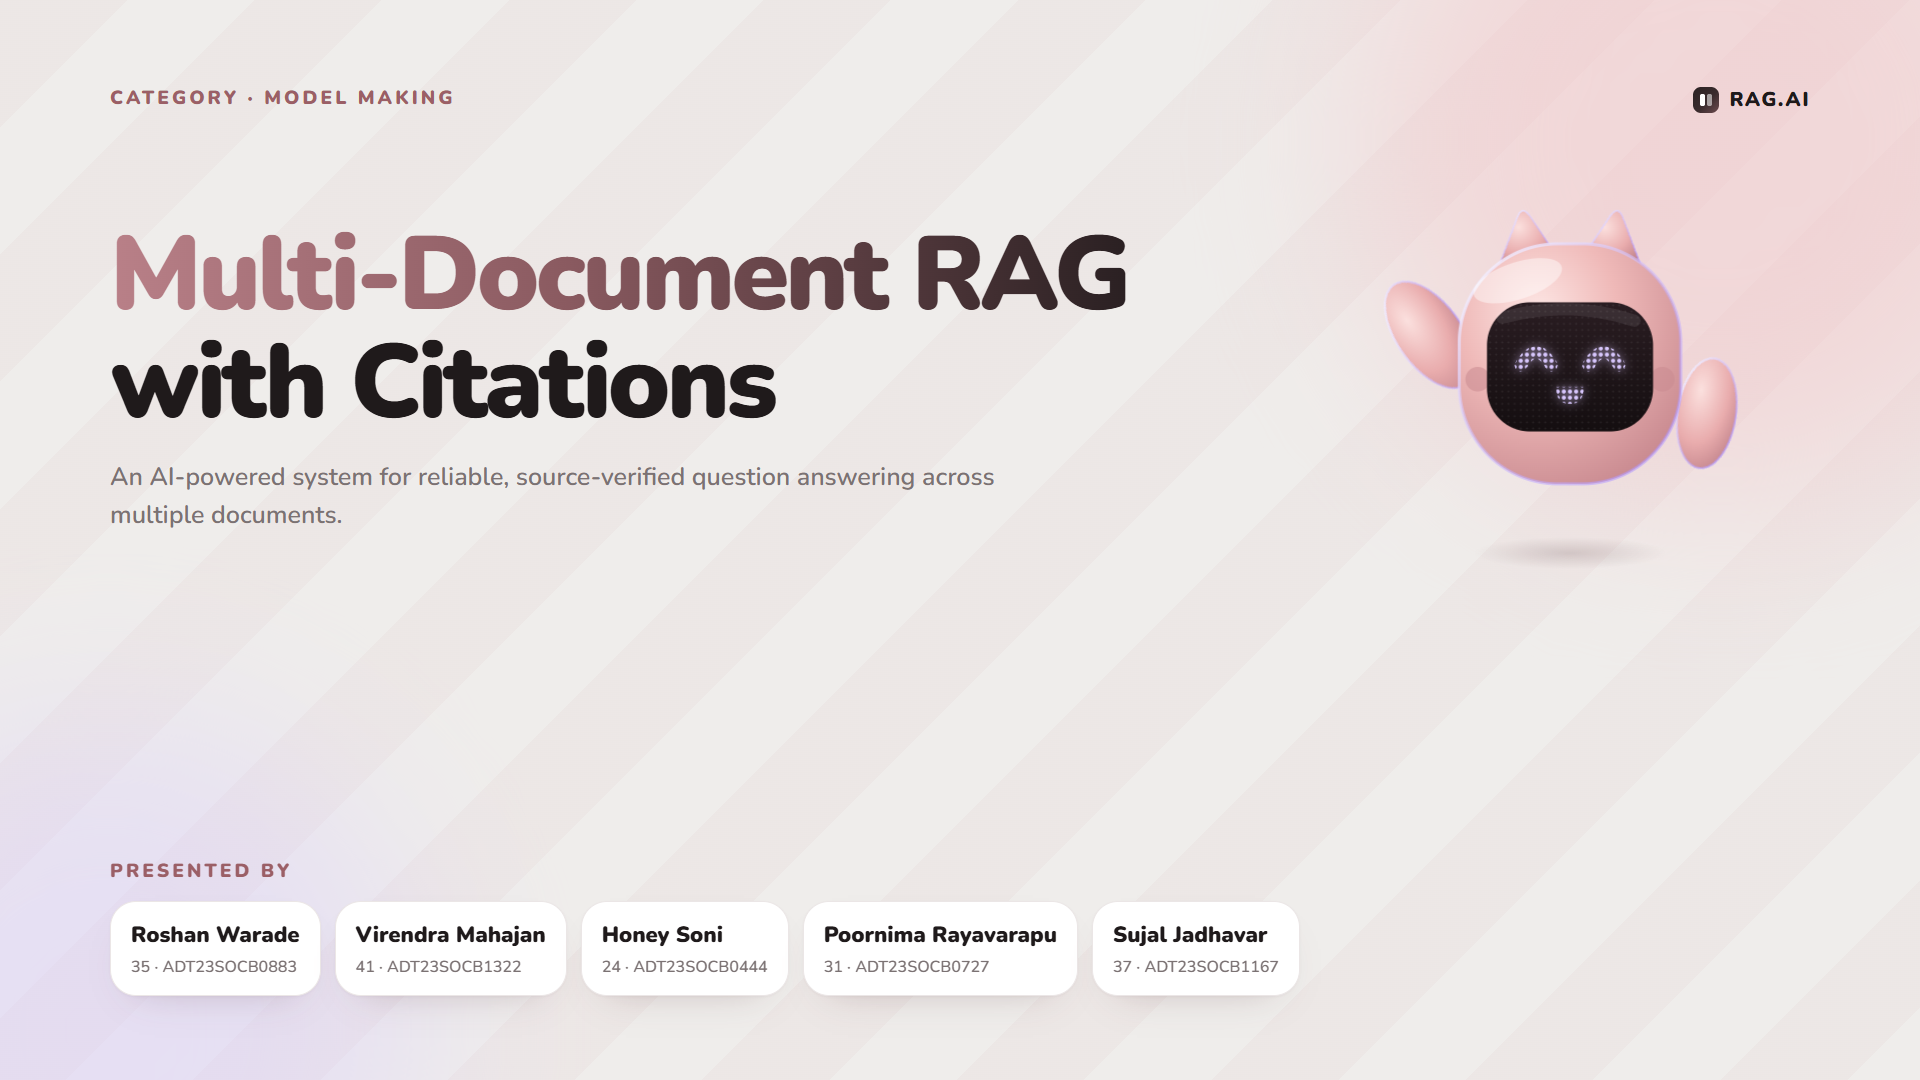 CATEGORY · MODEL MAKING
RAG.AI
Multi-Document RAG
with Citations
An AI-powered system for reliable, source-verified question answering across
multiple documents.
PRESENTED BY
Roshan Warade
35 · ADT23SOCB0883
Virendra Mahajan
41 · ADT23SOCB1322
Honey Soni
24 · ADT23SOCB0444
Poornima Rayavarapu
31 · ADT23SOCB0727
Sujal Jadhavar
37 · ADT23SOCB1167